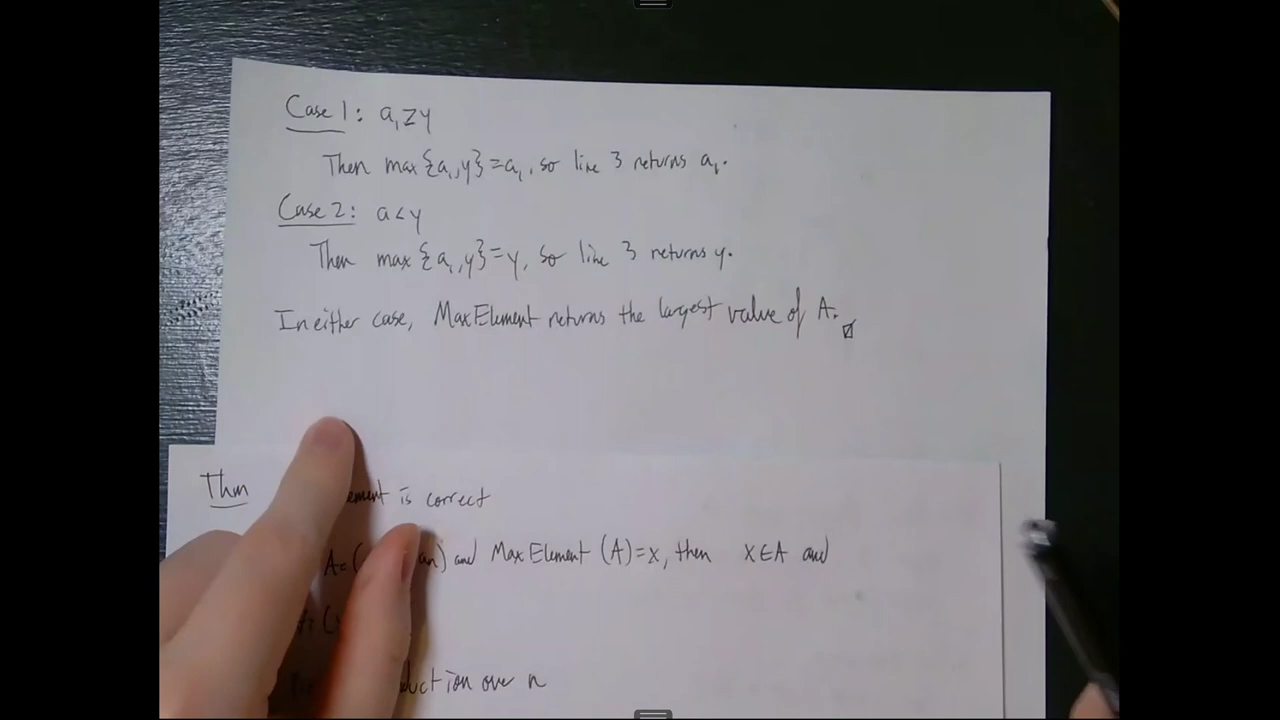 Case 1: a₁ ≥ y
Then max{a₁, y} = a₁, so line 3 returns a₁.
Case 2: a < y
Then max{a₁, y} = y, so line 3 returns y.
In either case, MaxElement returns the largest value of A.
Thm ement is correct
A=( an) and MaxElement (A)=x, then x∈A and
duction over n